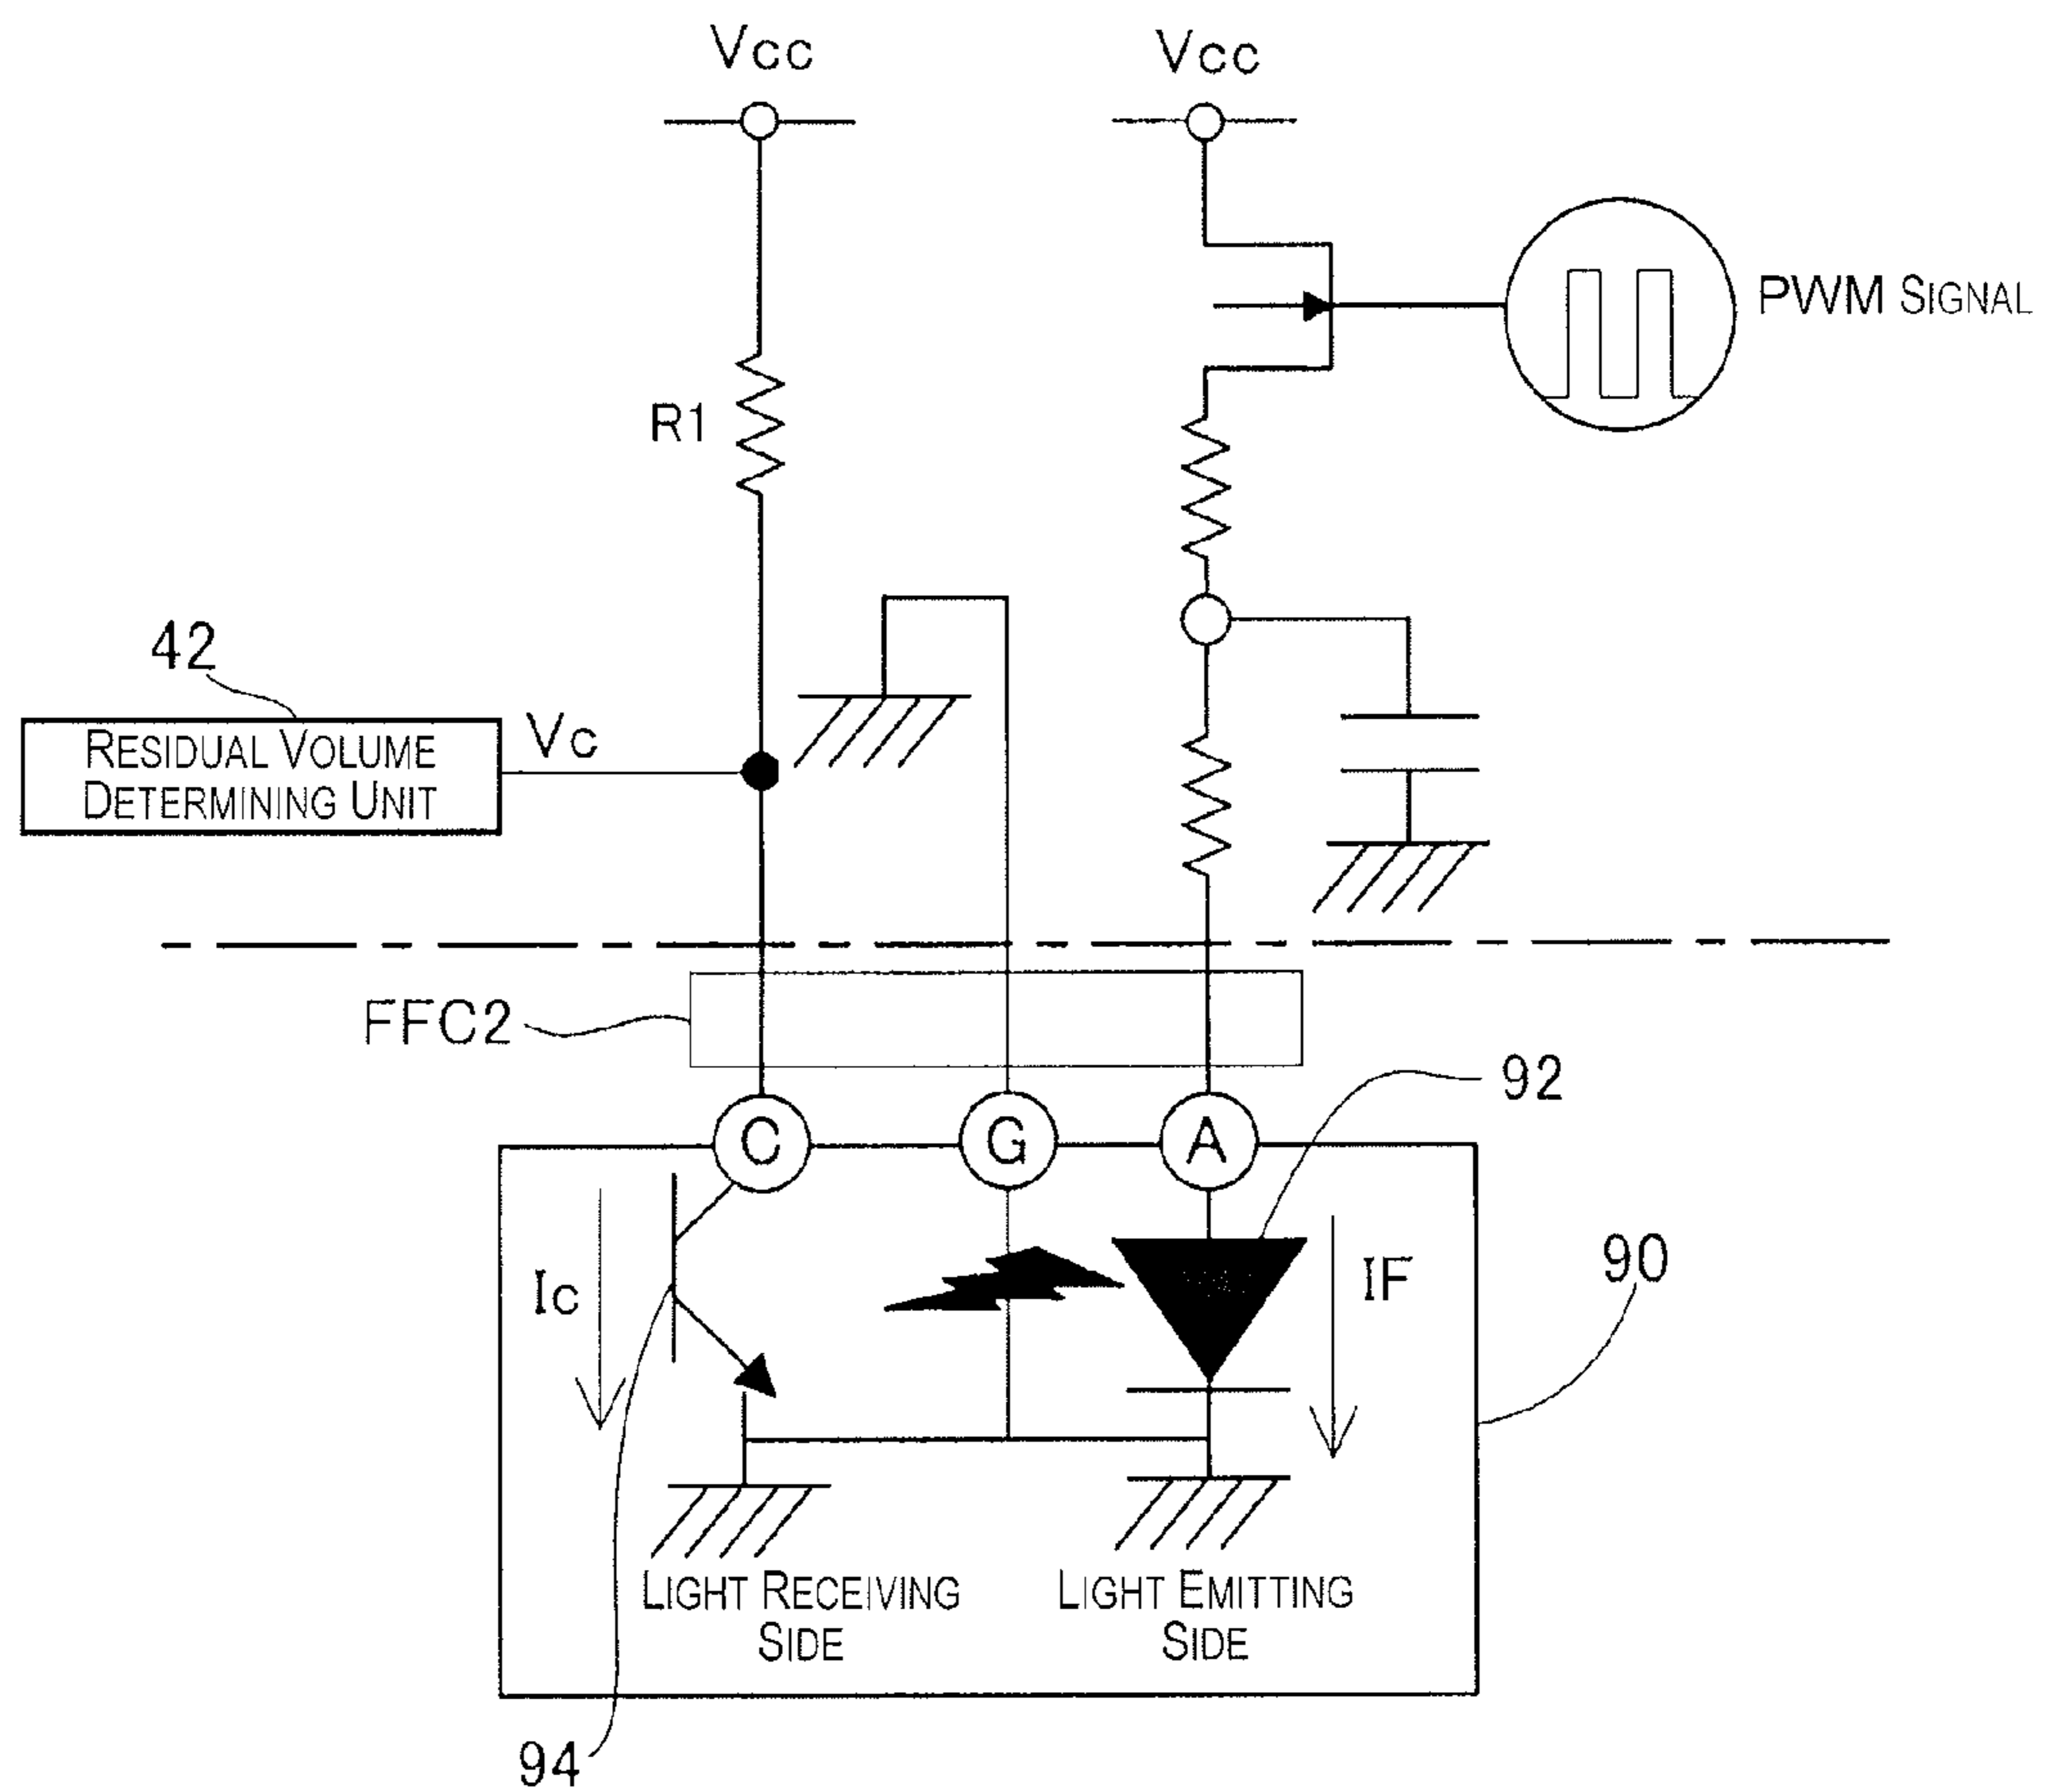 Vcc
Vcc
PWM SIGNAL
R1
42
RESIDUAL VOLUME
DETERMINING UNIT
Vc
FFC2
92
C
G
A
90
Ic
IF
LIGHT RECEIVING
SIDE
LIGHT EMITTING
SIDE
94